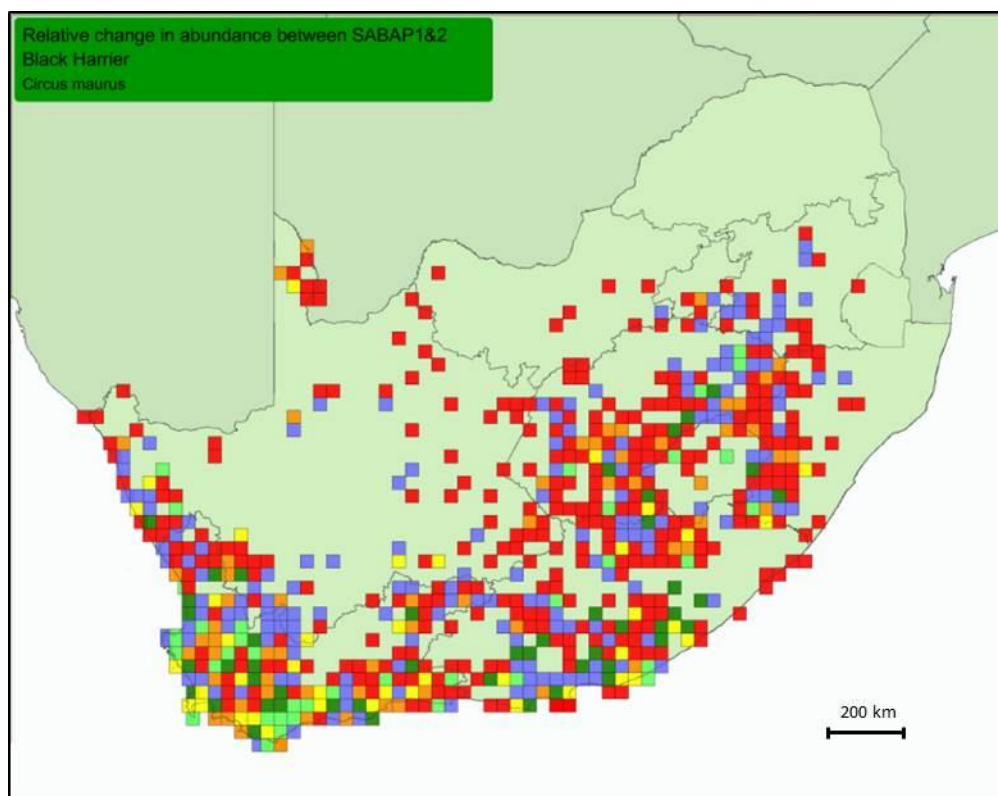 Relative change in abundance between SABAP1&2
Black Harrier
Circus maurus
200 km